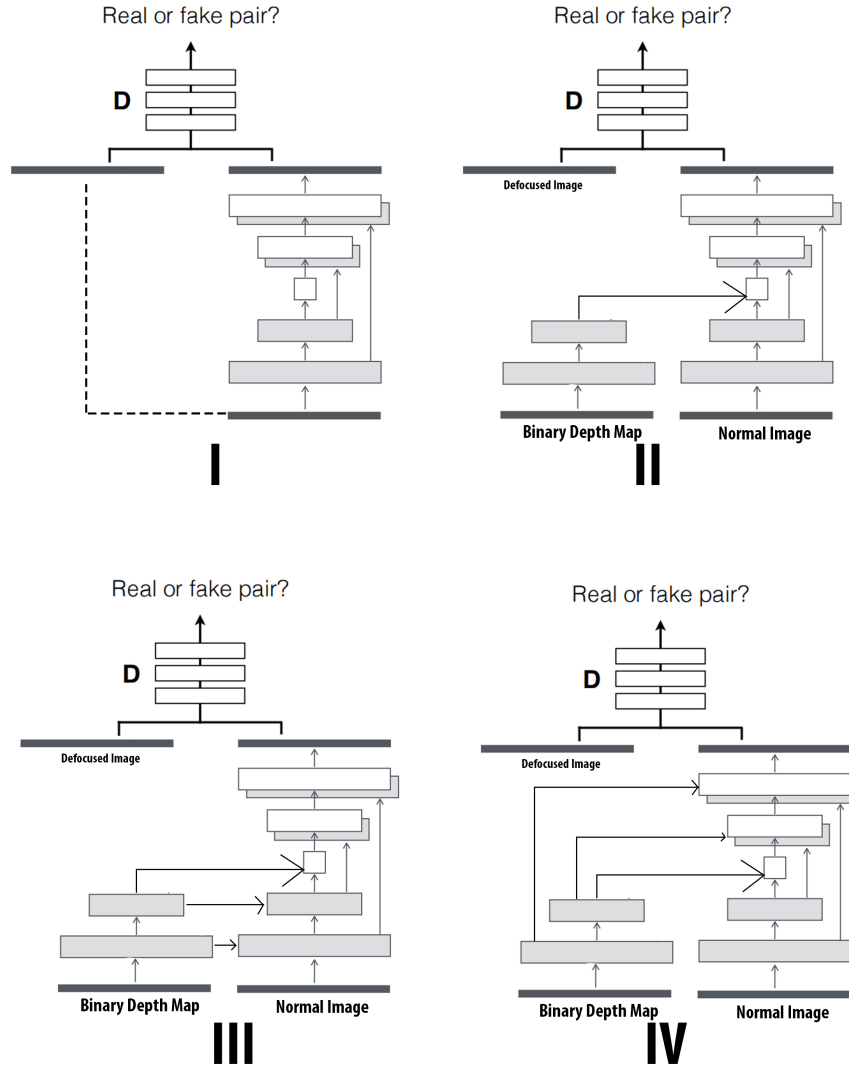 Real or fake pair?
D
I
Real or fake pair?
D
Defocused Image
Binary Depth Map
Normal Image
II
Real or fake pair?
D
Defocused Image
Binary Depth Map
Normal Image
III
Real or fake pair?
D
Defocused Image
Binary Depth Map
Normal Image
IV